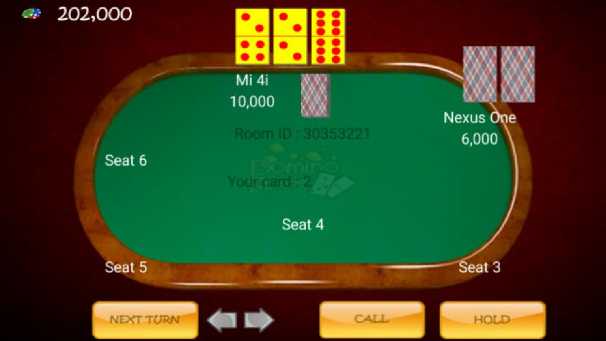 202,000
Mi 4i
10,000
Nexus One
6,000
Room ID : 30353221
Seat 6
Your card : 2
Seat 4
Seat 5
Seat 3
NEXT TURN
CALL
HOLD